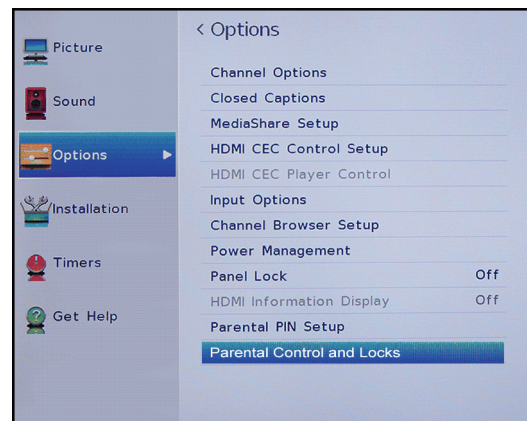 Picture
Sound
Options
Installation
Timers
Get Help
< Options
Channel Options
Closed Captions
MediaShare Setup
HDMI CEC Control Setup
HDMI CEC Player Control
Input Options
Channel Browser Setup
Power Management
Panel Lock Off
HDMI Information Display Off
Parental PIN Setup
Parental Control and Locks